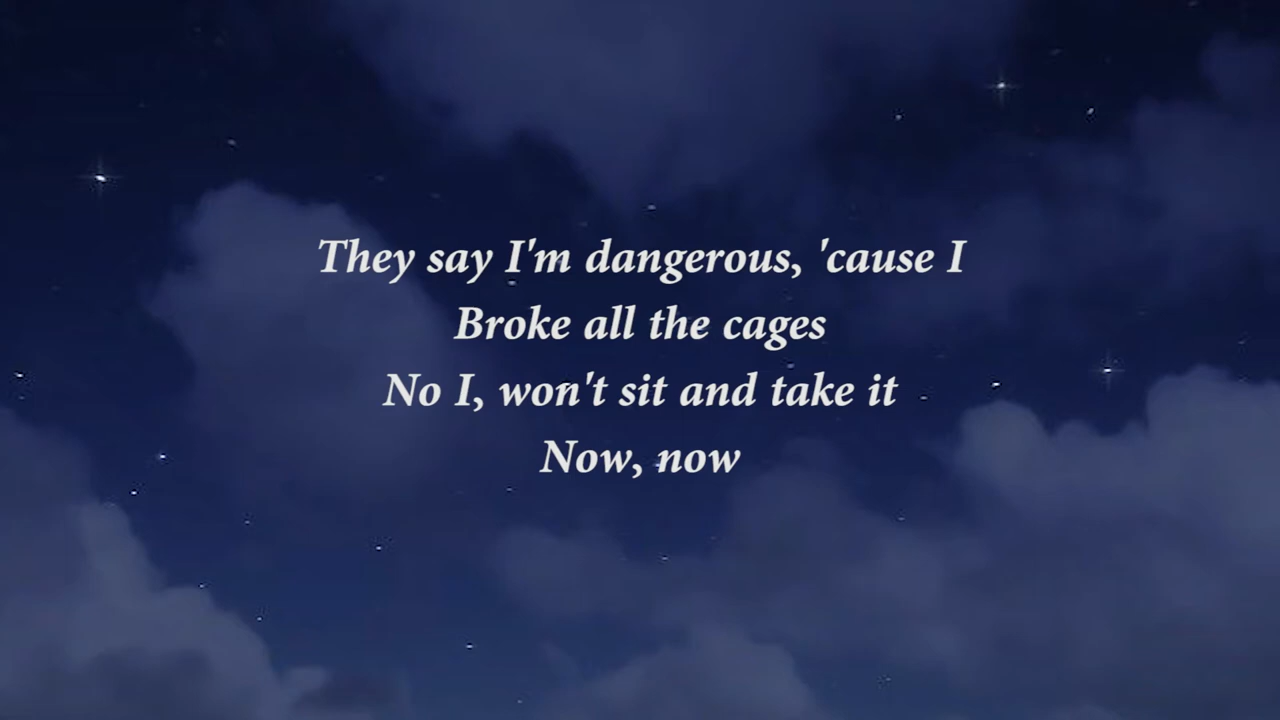 They say I'm dangerous, 'cause I
Broke all the cages
No I, won't sit and take it
Now, now